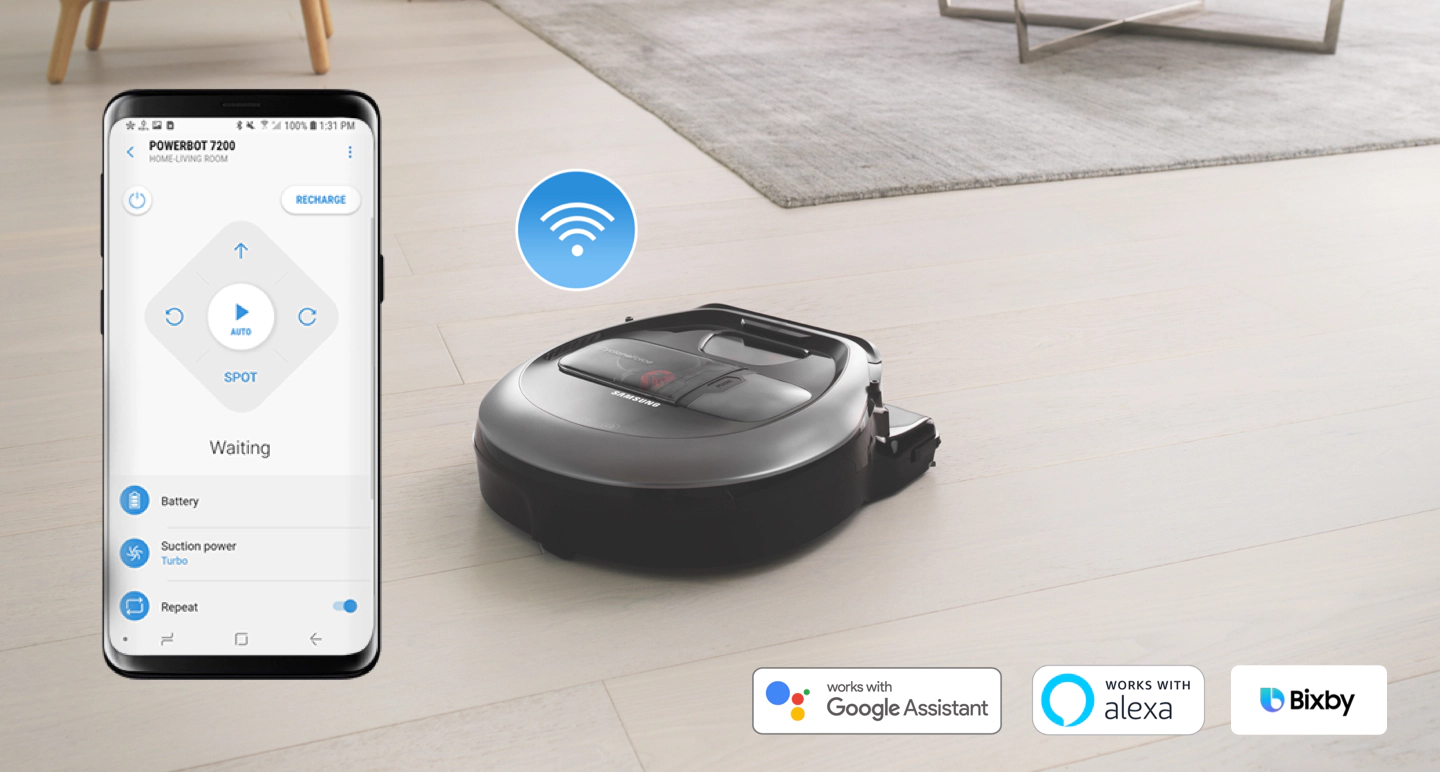 100% 1:31 PM
POWERBOT 7200
HOME-LIVING ROOM
RECHARGE
AUTO
SPOT
Waiting
Battery
Suction power
Turbo
Repeat
SAMSUNG
works with
Google Assistant
WORKS WITH
alexa
Bixby